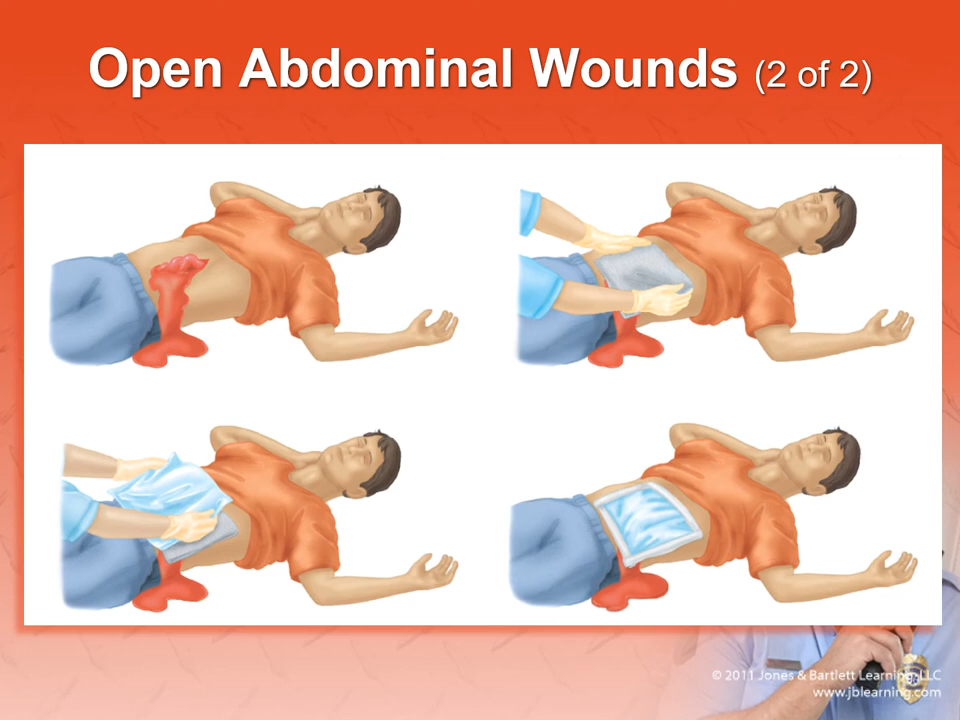 Open Abdominal Wounds (2 of 2)
© 2011 Jones & Bartlett Learning, LLC
www.jblearning.com